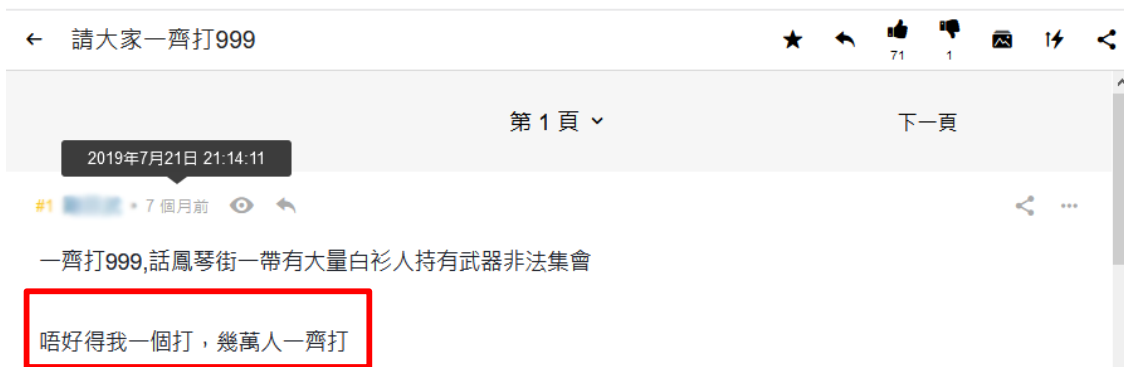 請大家一齊打999
71
1
第 1 頁
下一頁
2019年7月21日 21:14:11
#1
• 7 個月前
一齊打999,話鳳琴街一帶有大量白衫人持有武器非法集會
唔好得我一個打，幾萬人一齊打